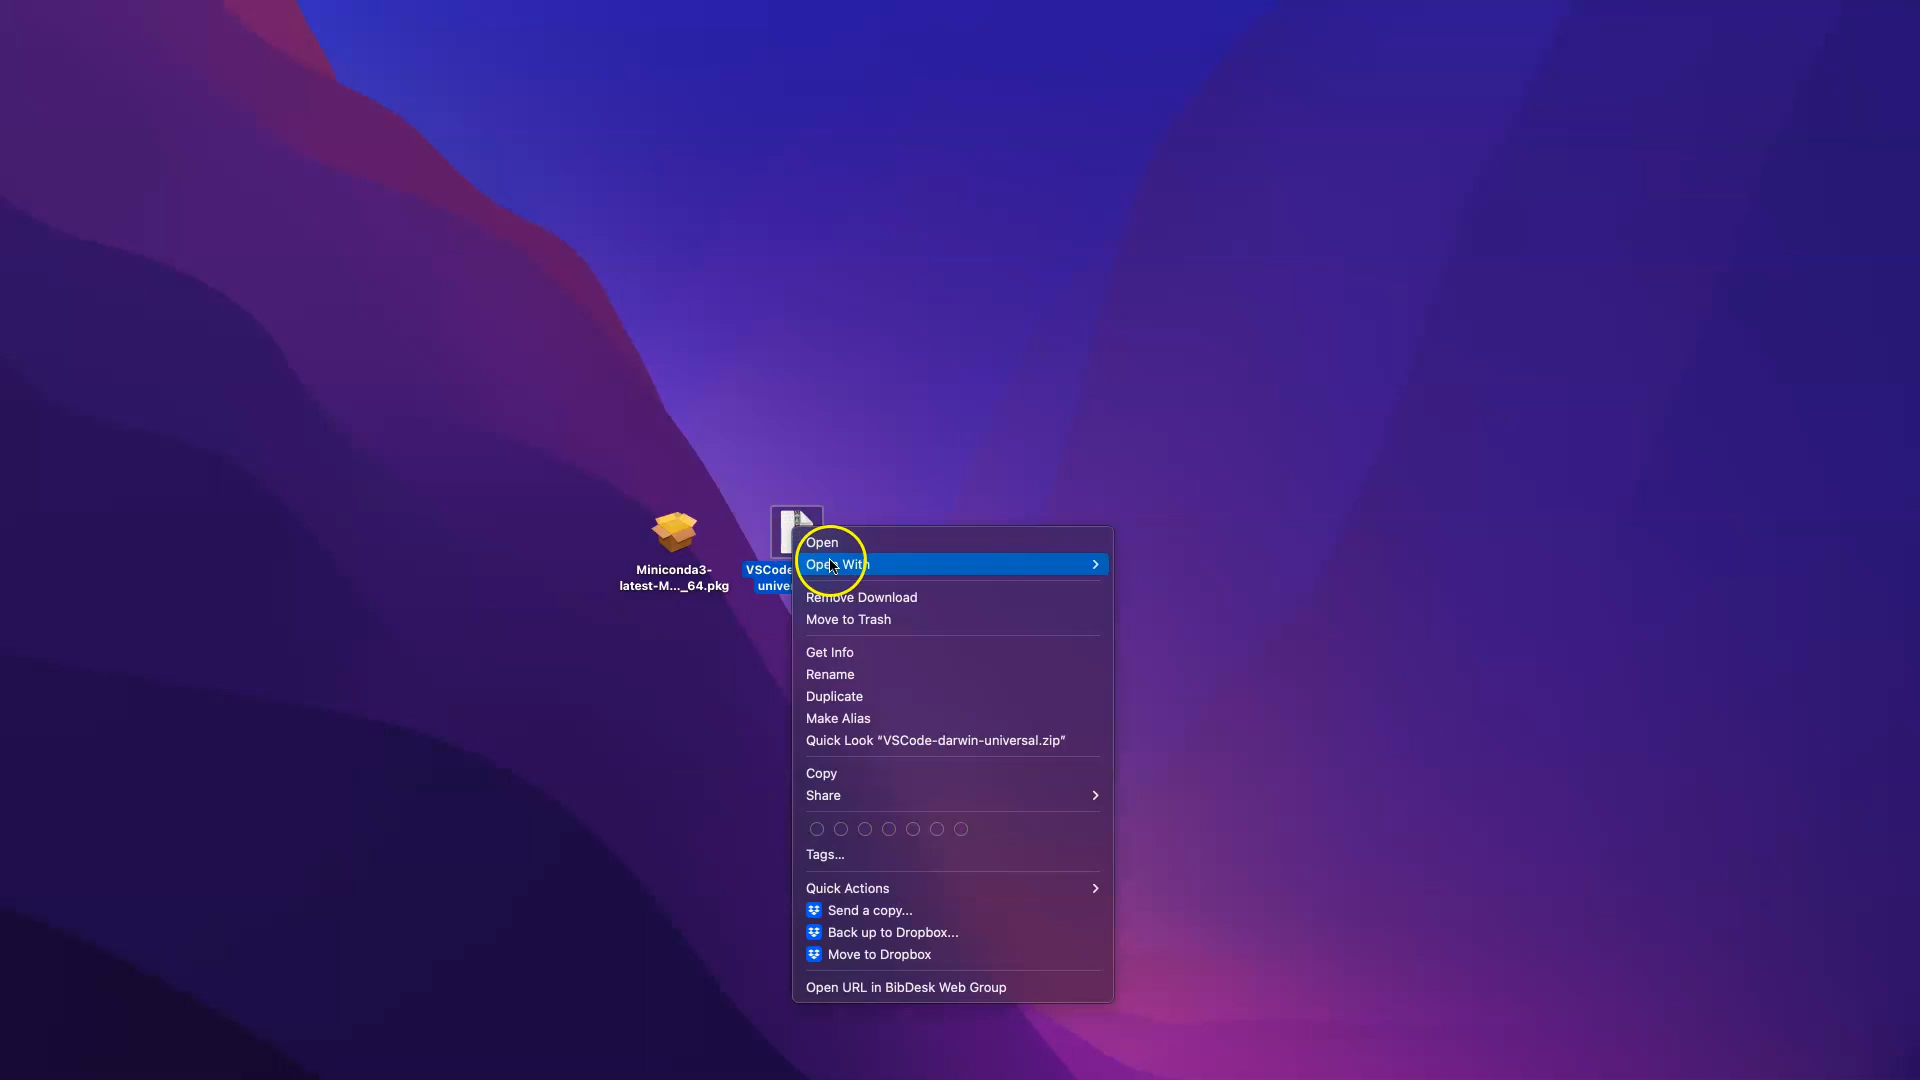 Miniconda3-
latest-M..._64.pkg
VSCode
unive
Open
Open With
Remove Download
Move to Trash
Get Info
Rename
Duplicate
Make Alias
Quick Look “VSCode-darwin-universal.zip”
Copy
Share
Tags...
Quick Actions
Send a copy...
Back up to Dropbox...
Move to Dropbox
Open URL in BibDesk Web Group